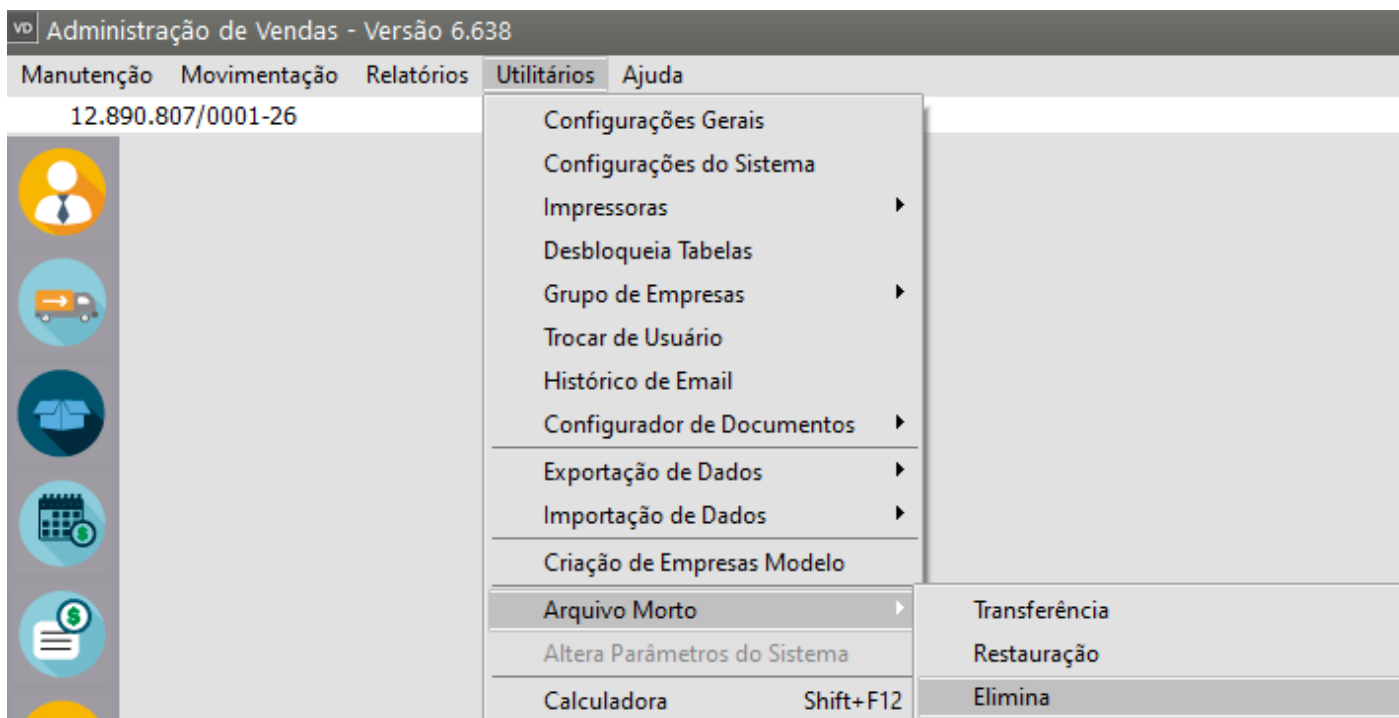 VD Administração de Vendas - Versão 6.638
Manutenção Movimentação Relatórios Utilitários Ajuda
12.890.807/0001-26
Configurações Gerais
Configurações do Sistema
Impressoras
Desbloqueia Tabelas
Grupo de Empresas
Trocar de Usuário
Histórico de Email
Configurador de Documentos
Exportação de Dados
Importação de Dados
Criação de Empresas Modelo
Arquivo Morto
Transferência
Altera Parâmetros do Sistema
Restauração
Calculadora Shift+F12
Elimina
$
$